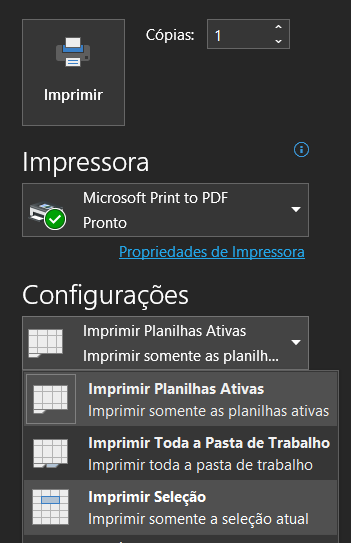 Cópias: 1
Imprimir
Impressora
Microsoft Print to PDF
Pronto
Propriedades de Impressora
Configurações
Imprimir Planilhas Ativas
Imprimir somente as planilh...
Imprimir Planilhas Ativas
Imprimir somente as planilhas ativas
Imprimir Toda a Pasta de Trabalho
Imprimir toda a pasta de trabalho
Imprimir Seleção
Imprimir somente a seleção atual